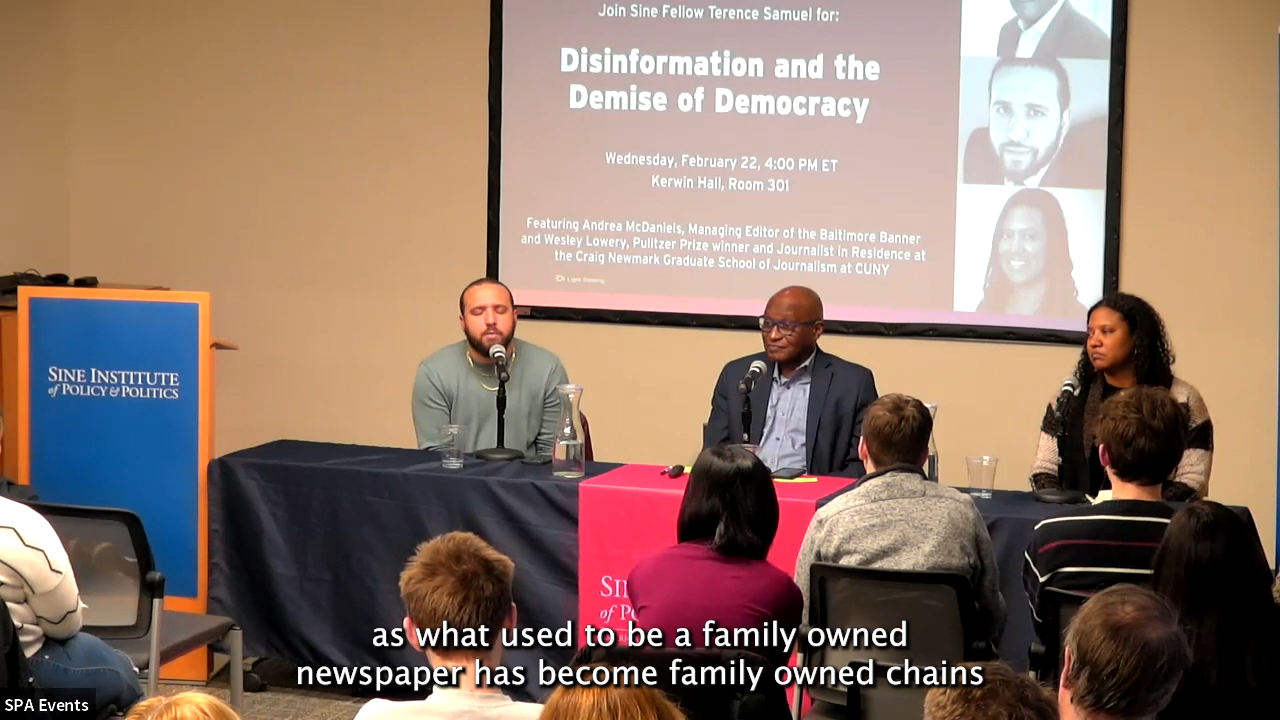 Join Sine Fellow Terence Samuel for:
Disinformation and the
Demise of Democracy
Wednesday, February 22, 4:00 PM ET
Kerwin Hall, Room 301
Featuring Andrea McDaniels, Managing Editor of the Baltimore Banner
and Wesley Lowery, Pulitzer Prize winner and Journalist in Residence at
the Craig Newmark Graduate School of Journalism at CUNY
SINE INSTITUTE
of POLICY & POLITICS
as what used to be a family owned
newspaper has become family owned chains
SPA Events